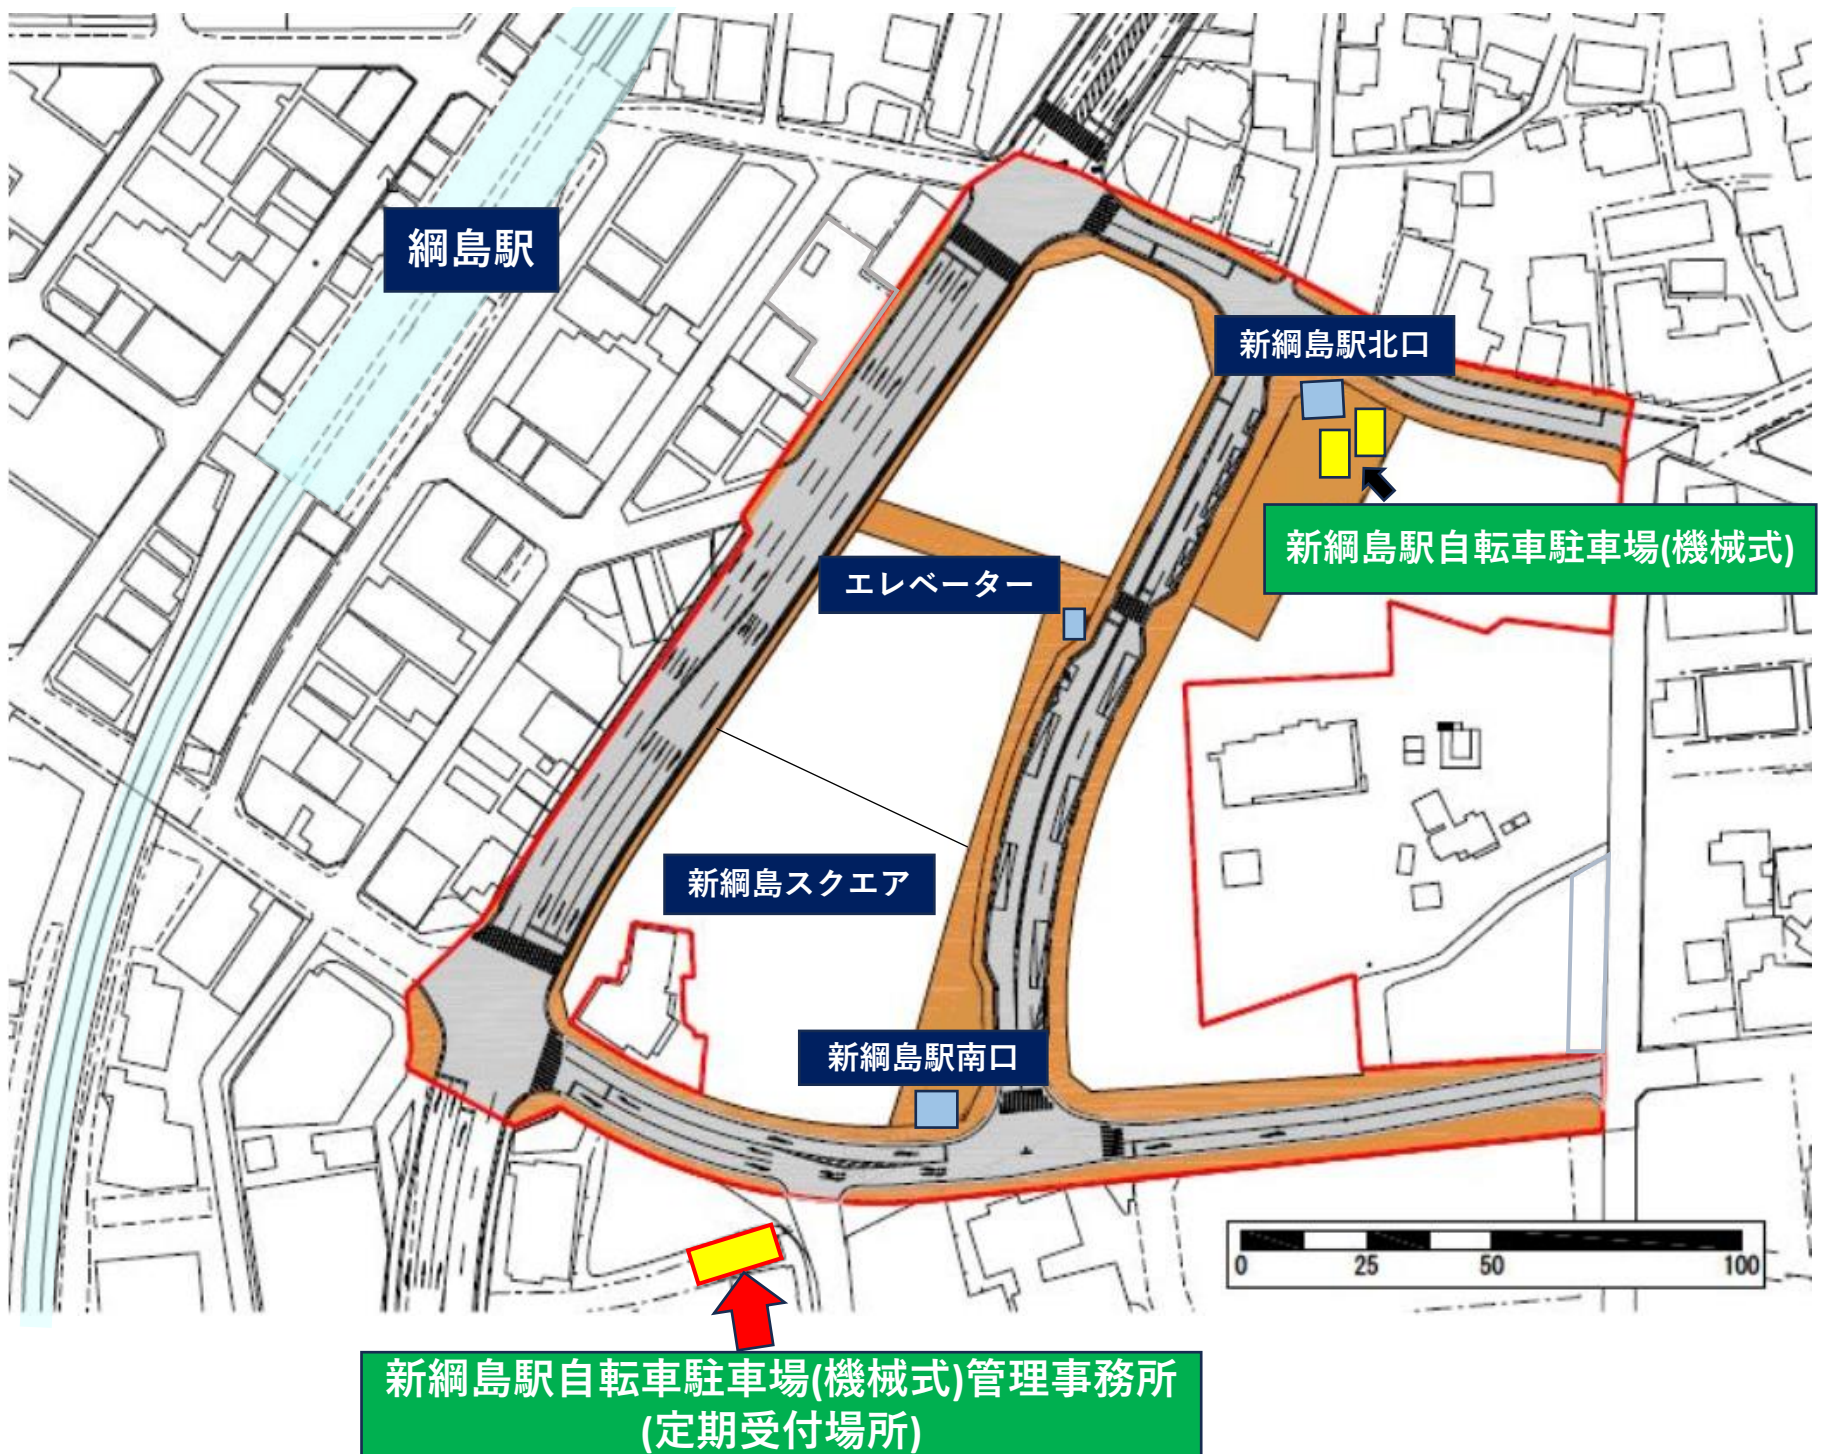 綱島駅
新綱島駅北口
新綱島駅自転車駐車場(機械式)
エレベーター
新綱島スクエア
新綱島駅南口
0 25 50 100
新綱島駅自転車駐車場(機械式)管理事務所
(定期受付場所)